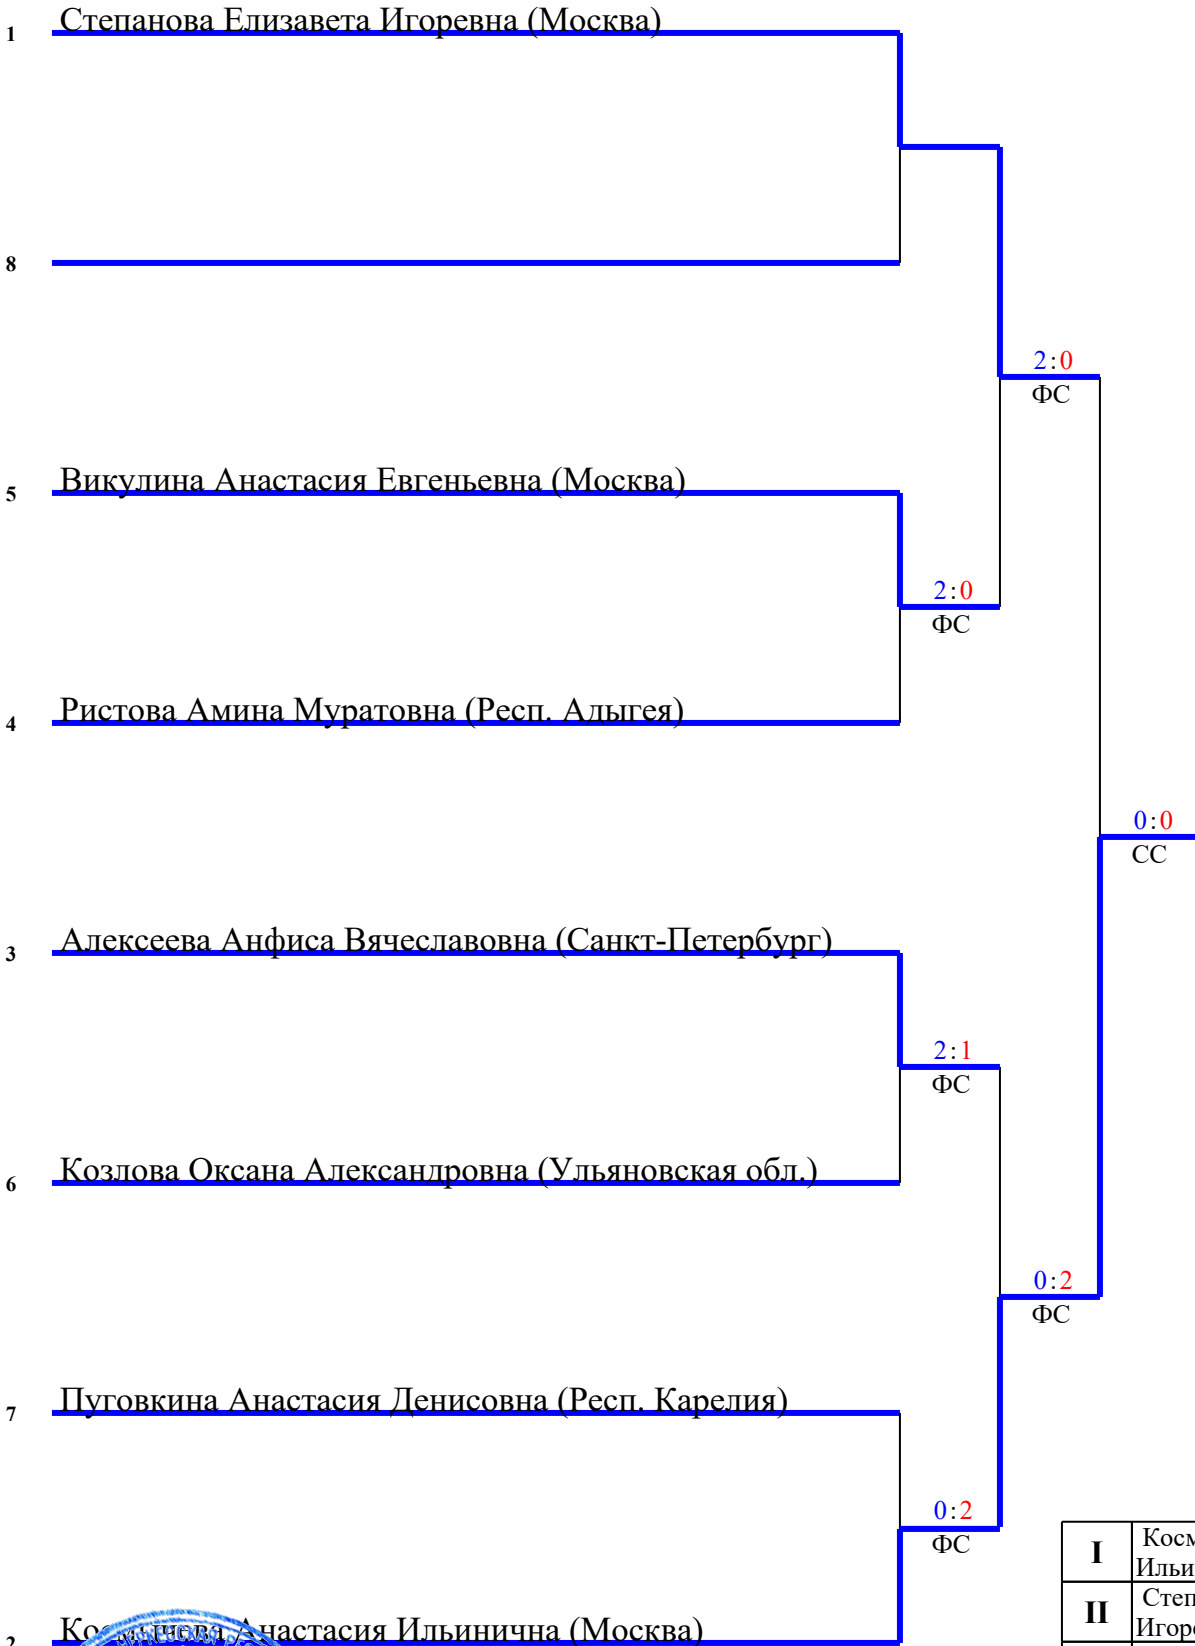 1 Степанова Елизавета Игоревна (Москва)
8
2:0
ФС
5 Викулина Анастасия Евгеньевна (Москва)
2:0
ФС
4 Ристова Амина Муратовна (Респ. Адыгея)
0:0
СС
3 Алексеева Анфиса Вячеславовна (Санкт-Петербург)
2:1
ФС
6 Козлова Оксана Александровна (Ульяновская обл.)
0:2
ФС
7 Пуговкина Анастасия Денисовна (Респ. Карелия)
0:2
ФС
I Косм
Ильи
II Степ
Игоре
2 Анастасия Ильинична (Москва)